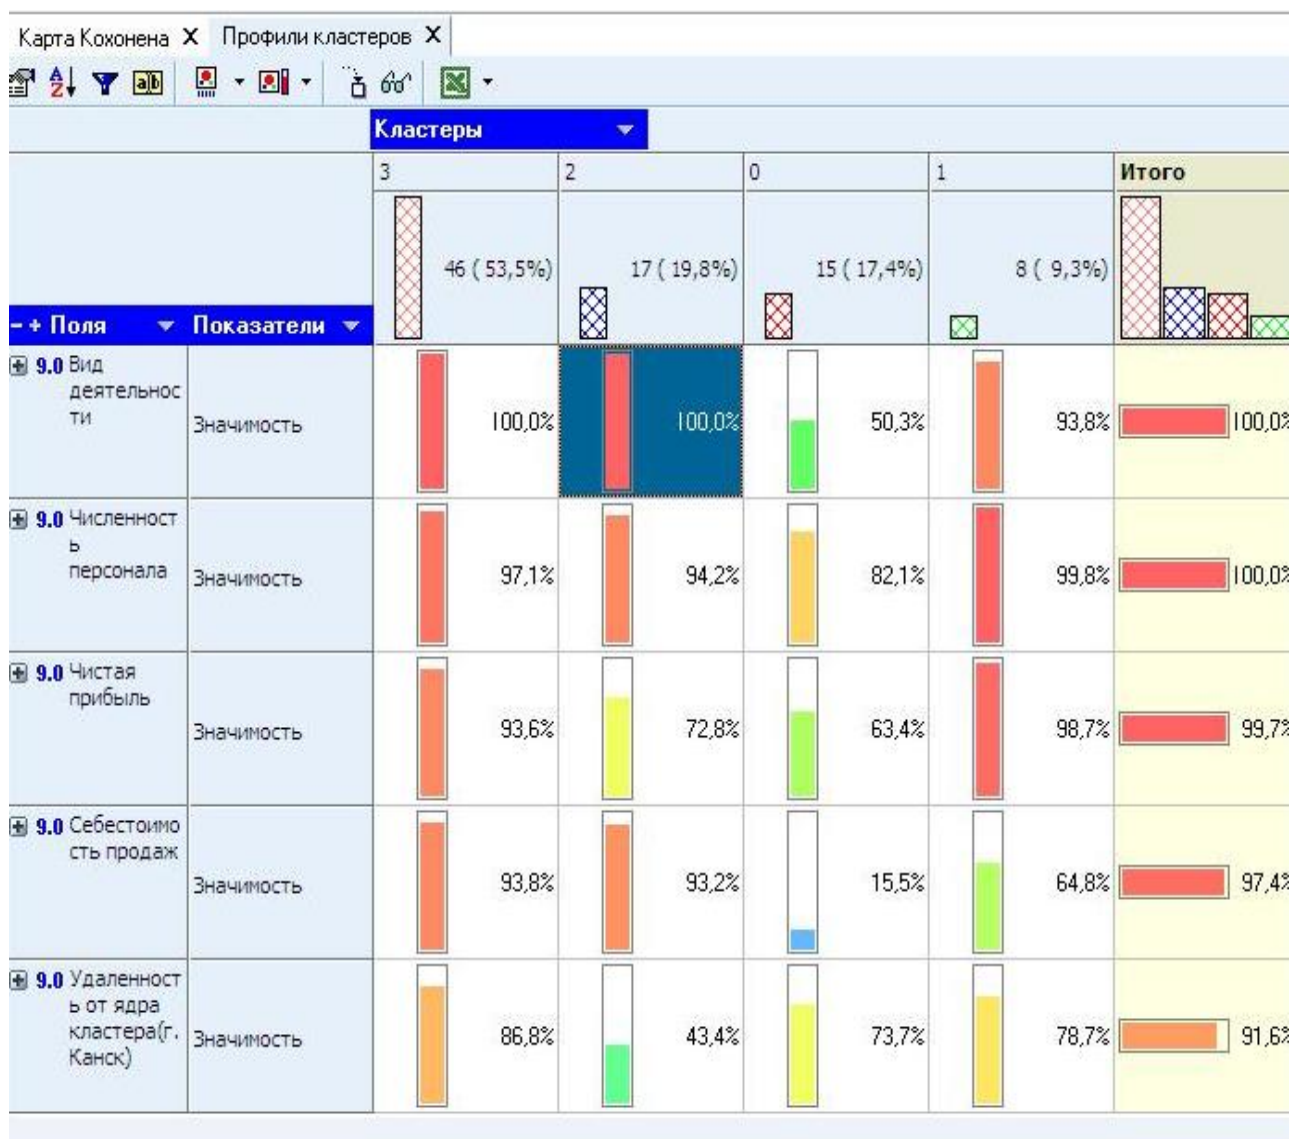 Карта Кохонена X Профили кластеров X
A Z ab
Кластеры
3 2 0 1 Итого
46 ( 53,5%) 17 ( 19,8%) 15 ( 17,4%) 8 ( 9,3%)
− + Поля Показатели
9.0 Вид
деятельнос
ти
Значимость 100,0% 100,0% 50,3% 93,8% 100,0%
9.0 Численност
ь
персонала
Значимость 97,1% 94,2% 82,1% 99,8% 100,0%
9.0 Чистая
прибыль
Значимость 93,6% 72,8% 63,4% 98,7% 99,7%
9.0 Себестоимо
сть продаж
Значимость 93,8% 93,2% 15,5% 64,8% 97,4%
9.0 Удаленност
ь от ядра
кластера(г.
Канск)
Значимость 86,8% 43,4% 73,7% 78,7% 91,6%